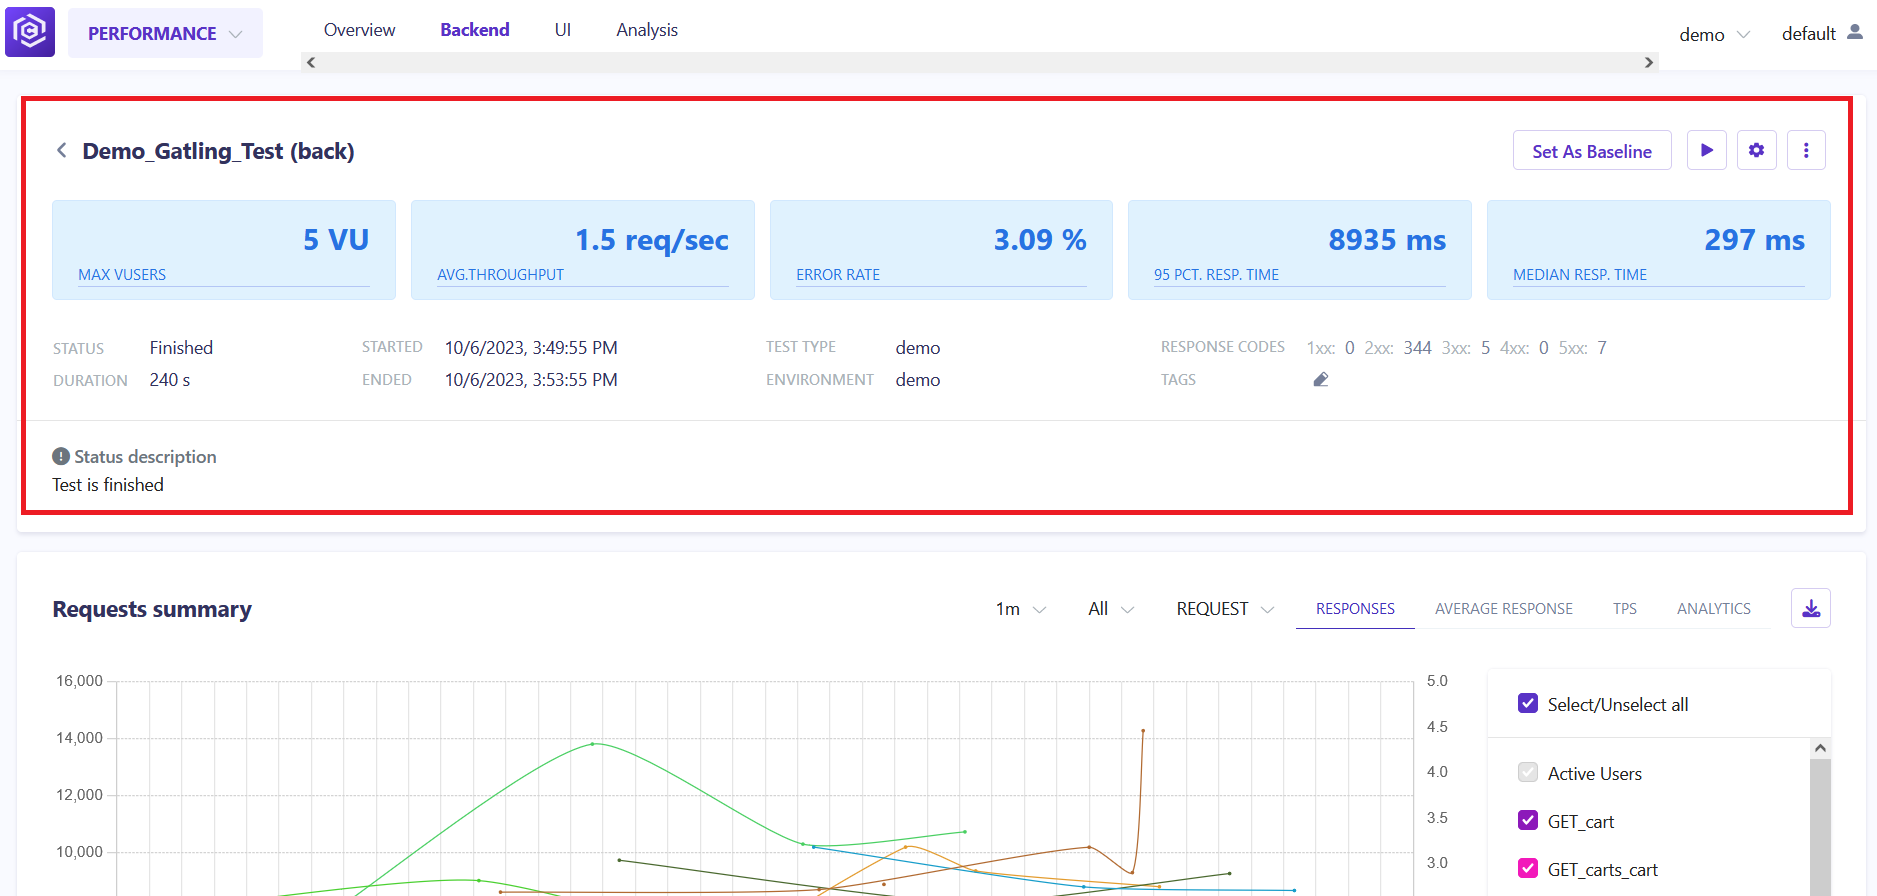 PERFORMANCE
Overview Backend UI Analysis
demo default
Demo_Gatling_Test (back)
Set As Baseline
5 VU
MAX VUSERS
1.5 req/sec
AVG.THROUGHPUT
3.09 %
ERROR RATE
8935 ms
95 PCT. RESP. TIME
297 ms
MEDIAN RESP. TIME
STATUS Finished STARTED 10/6/2023, 3:49:55 PM TEST TYPE demo RESPONSE CODES 1xx: 0 2xx: 344 3xx: 5 4xx: 0 5xx: 7
DURATION 240 s ENDED 10/6/2023, 3:53:55 PM ENVIRONMENT demo TAGS
Status description
Test is finished
Requests summary 1m All REQUEST RESPONSES AVERAGE RESPONSE TPS ANALYTICS
16,000
14,000
12,000
10,000
5.0
4.5
4.0
3.5
3.0
Select/Unselect all
Active Users
GET_cart
GET_carts_cart